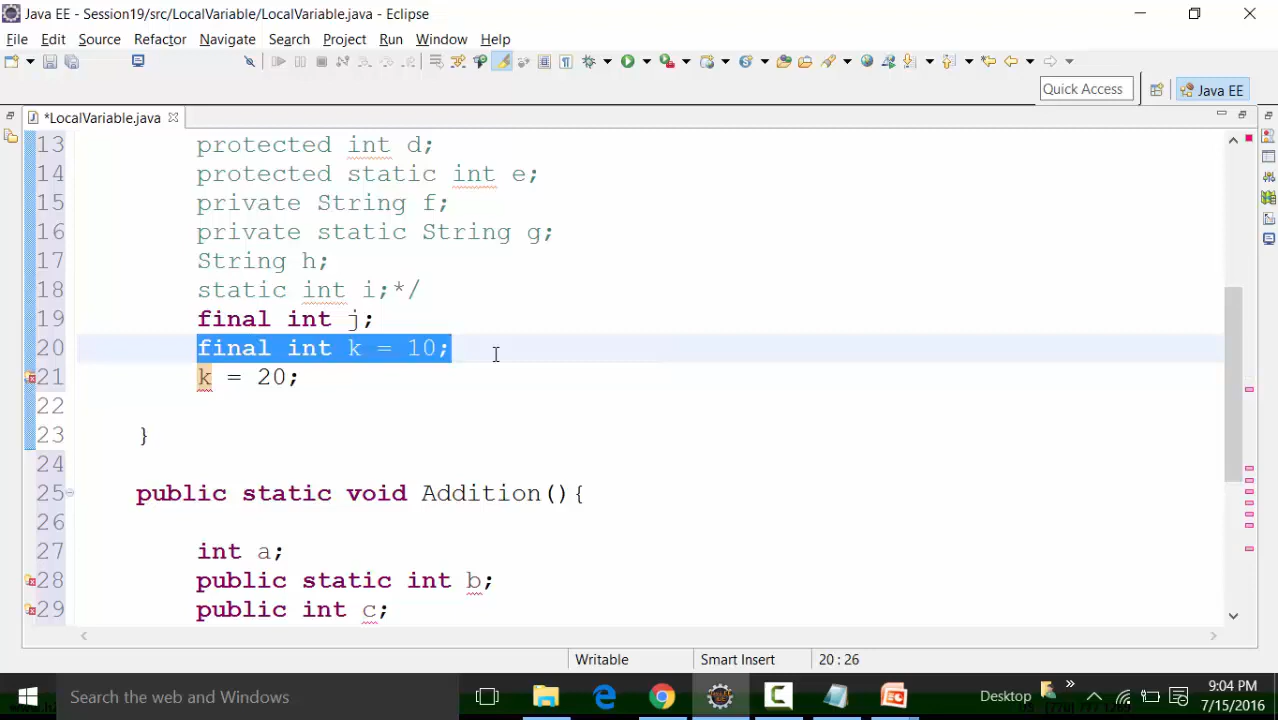 Java EE - Session19/src/LocalVariable/LocalVariable.java - Eclipse
File Edit Source Refactor Navigate Search Project Run Window Help
Quick Access Java EE
*LocalVariable.java
13 protected int d;
14 protected static int e;
15 private String f;
16 private static String g;
17 String h;
18 static int i;*/
19 final int j;
20 final int k = 10;
21 k = 20;
22
23 }
24
25 public static void Addition(){
26
27 int a;
28 public static int b;
29 public int c;
Writable Smart Insert 20 : 26
Search the web and Windows Desktop 9:04 PM
7/15/2016